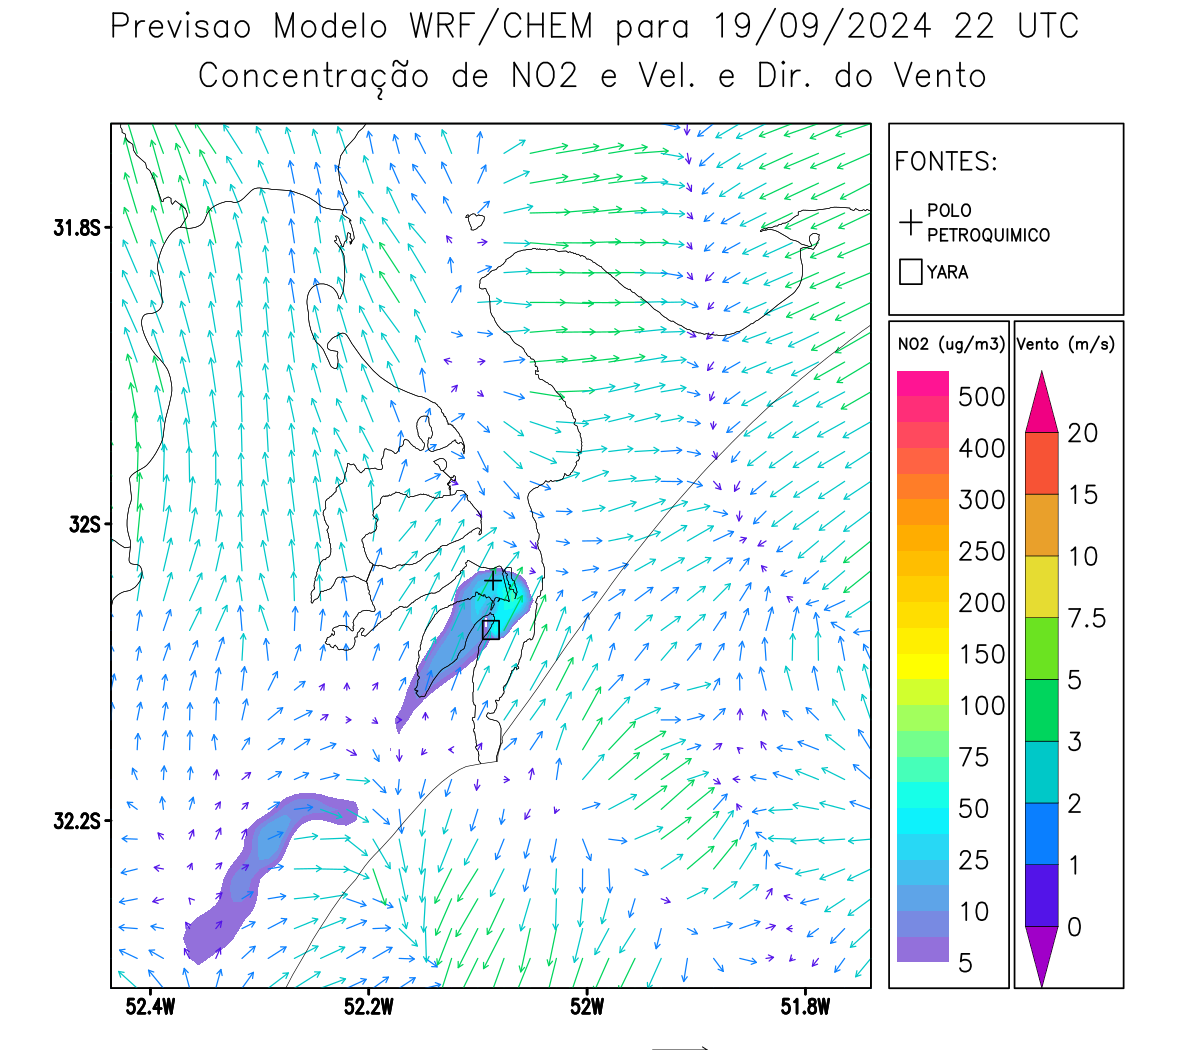 Previsao Modelo WRF/CHEM para 19/09/2024 22 UTC
Concentração de NO2 e Vel. e Dir. do Vento
FONTES:
POLO
PETROQUIMICO
YARA
NO2 (ug/m3)
500
400
300
250
200
150
100
75
50
25
10
5
Vento (m/s)
20
15
10
7.5
5
3
2
1
0
31.8S
32S
32.2S
52.4W
52.2W
52W
51.8W